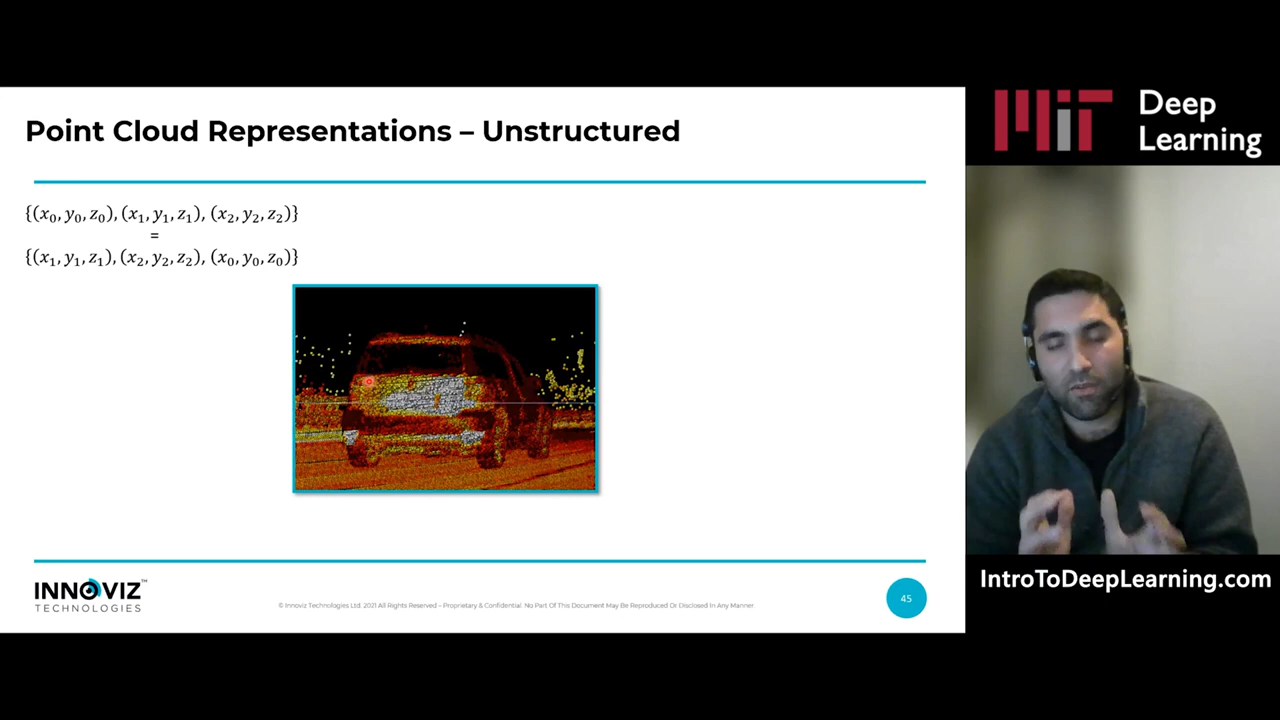 Point Cloud Representations – Unstructured
{(x₀, y₀, z₀), (x₁, y₁, z₁), (x₂, y₂, z₂)}
=
{(x₁, y₁, z₁), (x₂, y₂, z₂), (x₀, y₀, z₀)}
INNOVIZ™
TECHNOLOGIES
© Innoviz Technologies Ltd. 2021 All Rights Reserved – Proprietary & Confidential. No Part Of This Document May Be Reproduced Or Disclosed In Any Manner
45
MIT
Deep
Learning
IntroToDeepLearning.com